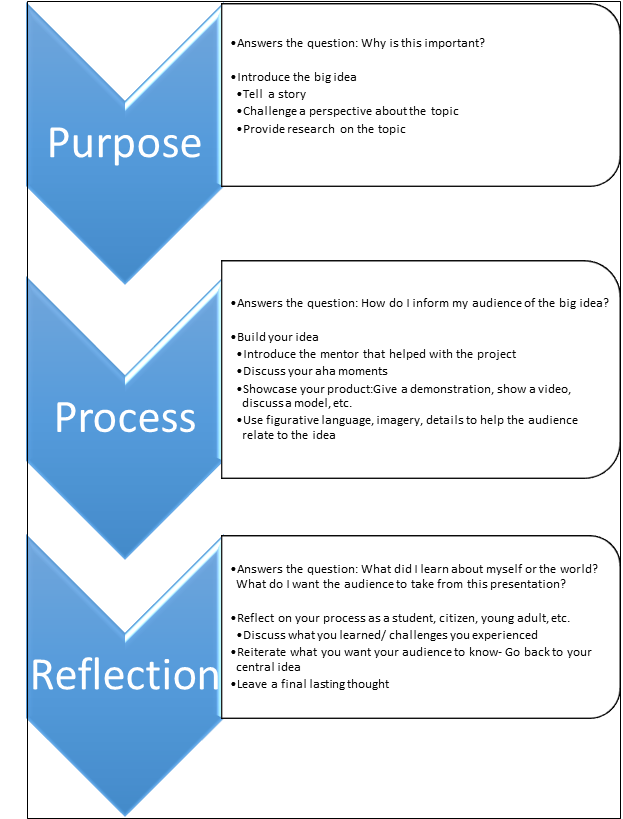 Purpose
•Answers the question: Why is this important?
•Introduce the big idea
•Tell a story
•Challenge a perspective about the topic
•Provide research on the topic
Process
•Answers the question: How do I inform my audience of the big idea?
•Build your idea
•Introduce the mentor that helped with the project
•Discuss your aha moments
•Showcase your product:Give a demonstration, show a video,
discuss a model, etc.
•Use figurative language, imagery, details to help the audience
relate to the idea
Reflection
•Answers the question: What did I learn about myself or the world?
What do I want the audience to take from this presentation?
•Reflect on your process as a student, citizen, young adult, etc.
•Discuss what you learned/ challenges you experienced
•Reiterate what you want your audience to know- Go back to your
central idea
•Leave a final lasting thought